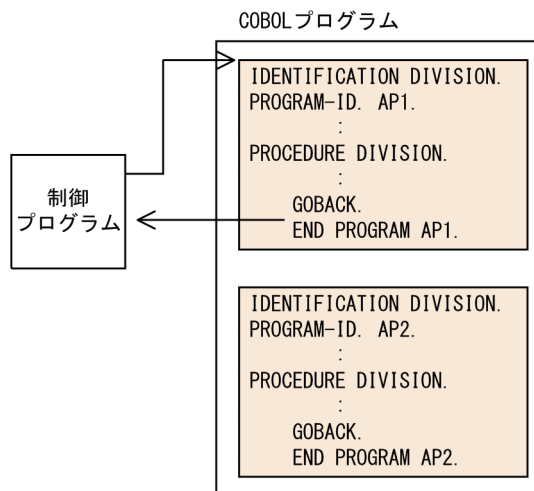 COBOLプログラム
IDENTIFICATION DIVISION.
PROGRAM-ID. AP1.
:
PROCEDURE DIVISION.
:
GOBACK.
END PROGRAM AP1.
制御
プログラム
IDENTIFICATION DIVISION.
PROGRAM-ID. AP2.
:
PROCEDURE DIVISION.
:
GOBACK.
END PROGRAM AP2.